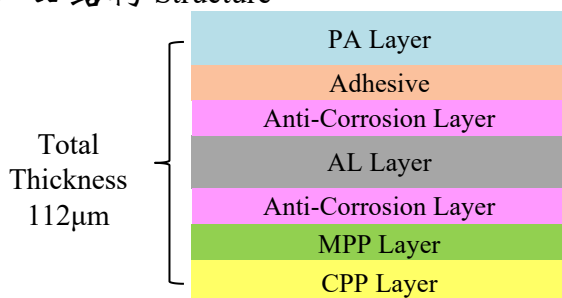 Structure
PA Layer
Adhesive
Anti-Corrosion Layer
AL Layer
Anti-Corrosion Layer
MPP Layer
CPP Layer
Total
Thickness
112μm